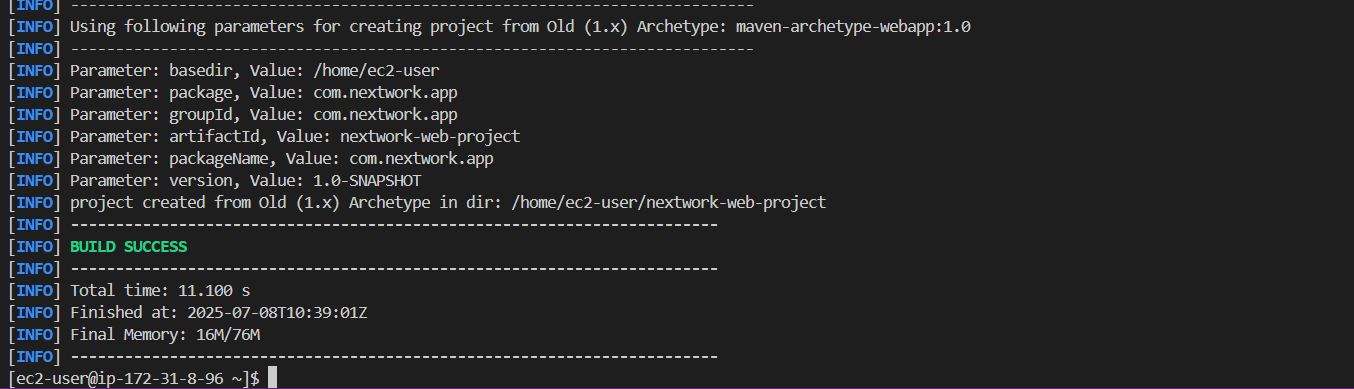 [INFO] ------------------------------------------------------------------------
[INFO] Using following parameters for creating project from Old (1.x) Archetype: maven-archetype-webapp:1.0
[INFO] ----------------------------------------------------------------------------
[INFO] Parameter: basedir, Value: /home/ec2-user
[INFO] Parameter: package, Value: com.nextwork.app
[INFO] Parameter: groupId, Value: com.nextwork.app
[INFO] Parameter: artifactId, Value: nextwork-web-project
[INFO] Parameter: packageName, Value: com.nextwork.app
[INFO] Parameter: version, Value: 1.0-SNAPSHOT
[INFO] project created from Old (1.x) Archetype in dir: /home/ec2-user/nextwork-web-project
[INFO] ------------------------------------------------------------------------
[INFO] BUILD SUCCESS
[INFO] ------------------------------------------------------------------------
[INFO] Total time: 11.100 s
[INFO] Finished at: 2025-07-08T10:39:01Z
[INFO] Final Memory: 16M/76M
[INFO] ------------------------------------------------------------------------
[ec2-user@ip-172-31-8-96 ~]$